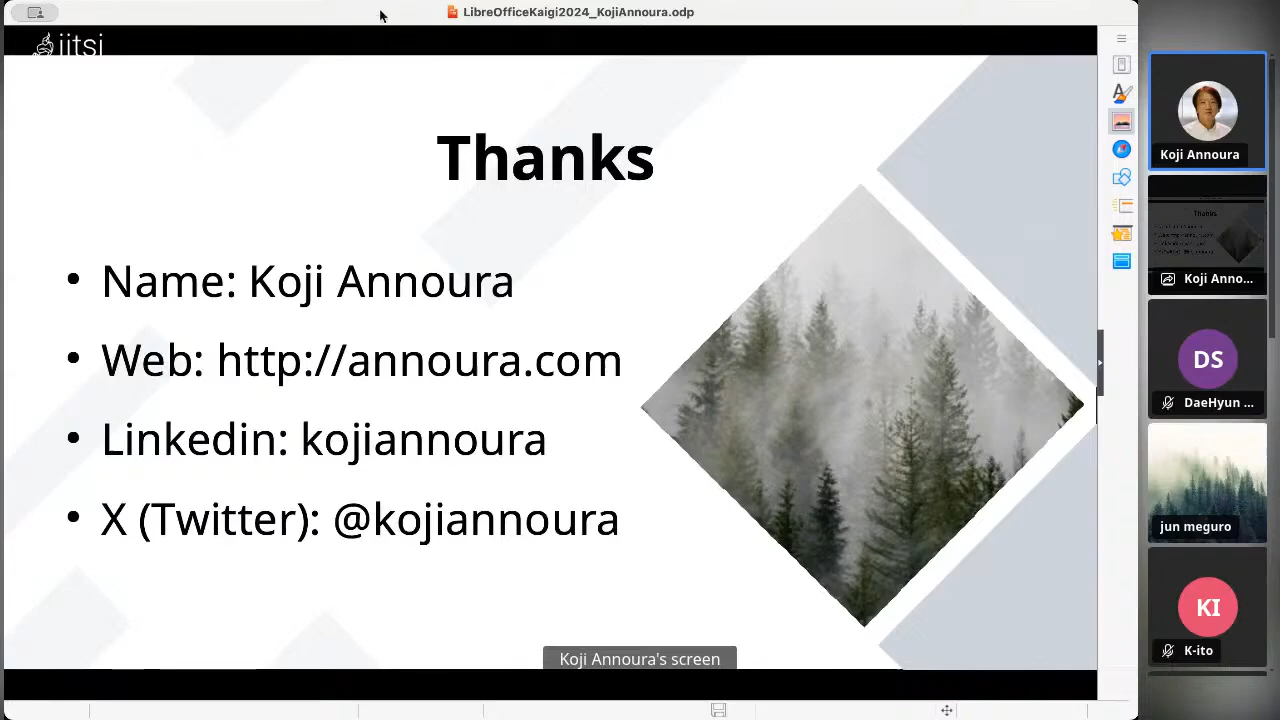 LibreOfficeKaigi2024_KojiAnnoura.odp
jitsi
Thanks
• Name: Koji Annoura
• Web: http://annoura.com
• Linkedin: kojiannoura
• X (Twitter): @kojiannoura
Koji Annoura's screen
Koji Annoura
Thanks
Koji Anno...
DS
DaeHyun ...
jun meguro
KI
K-ito